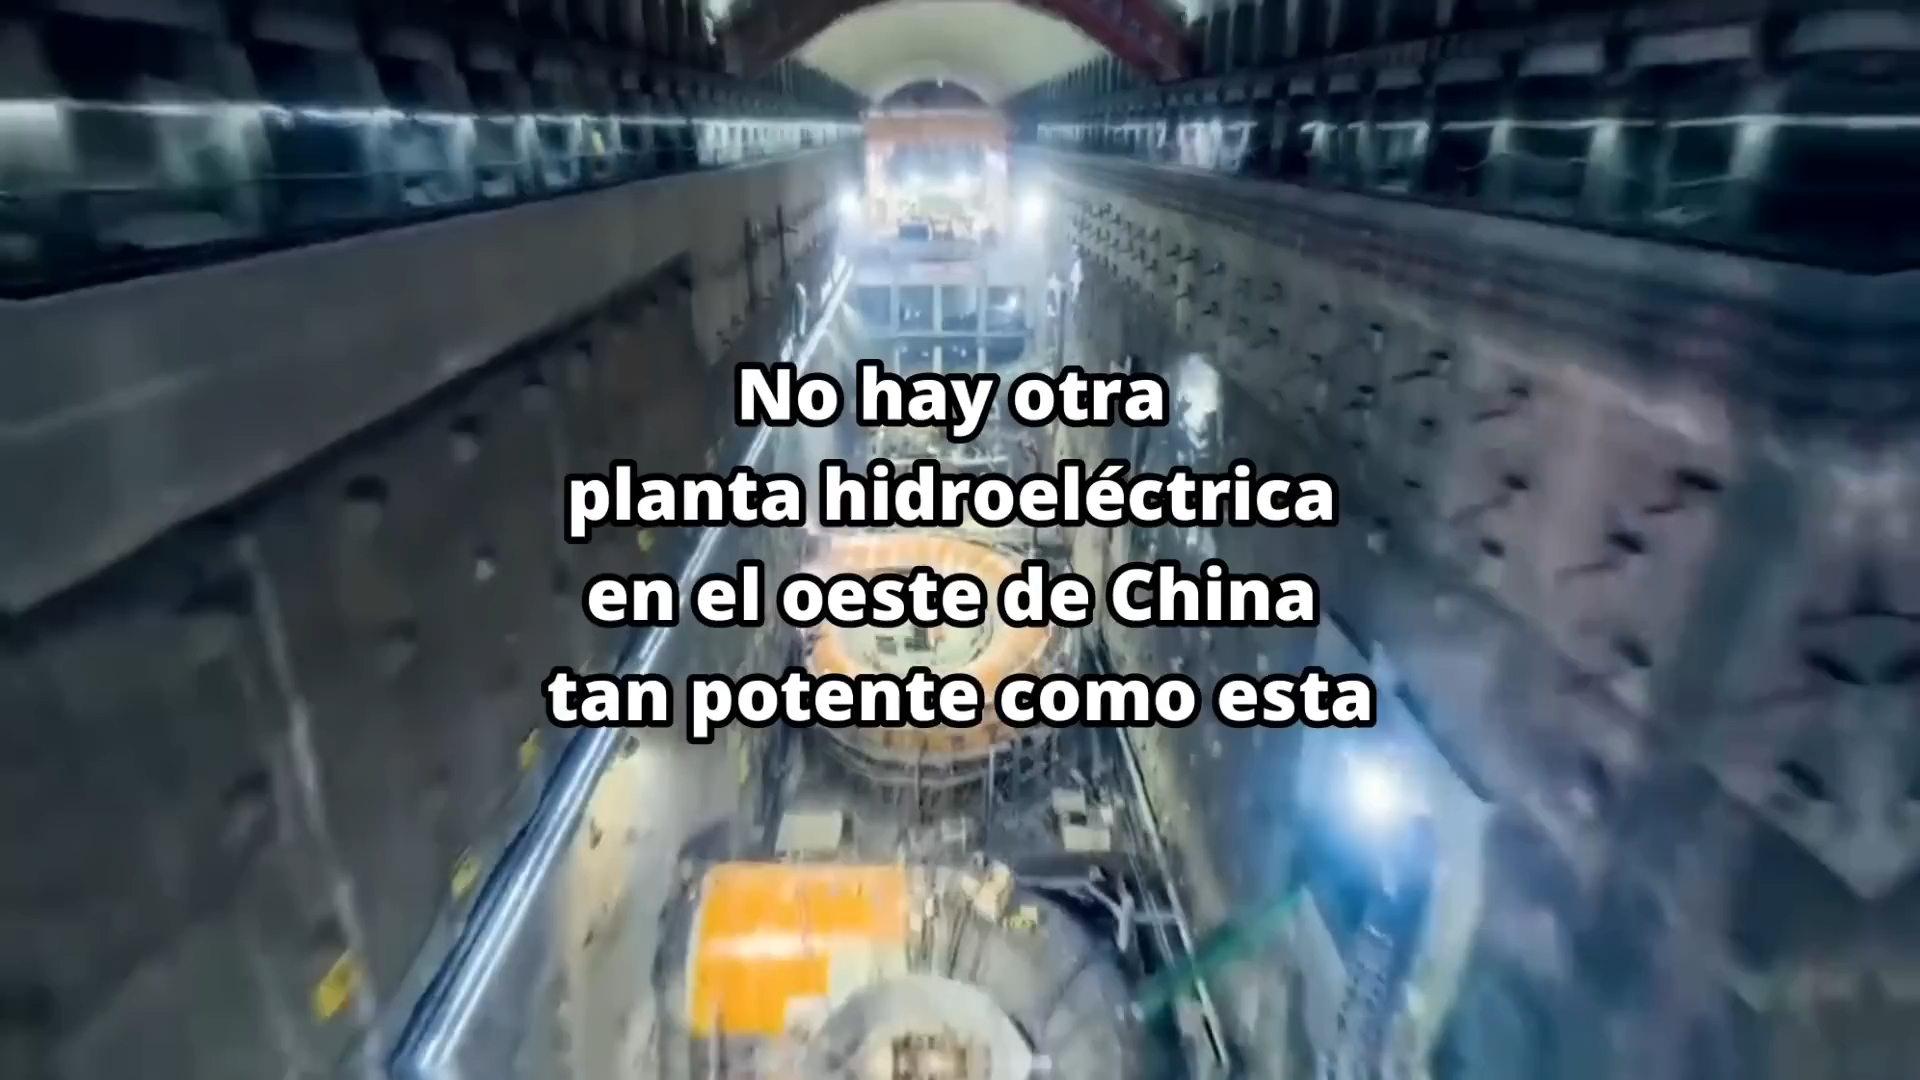 No hay otra
planta hidroeléctrica
en el oeste de China
tan potente como esta